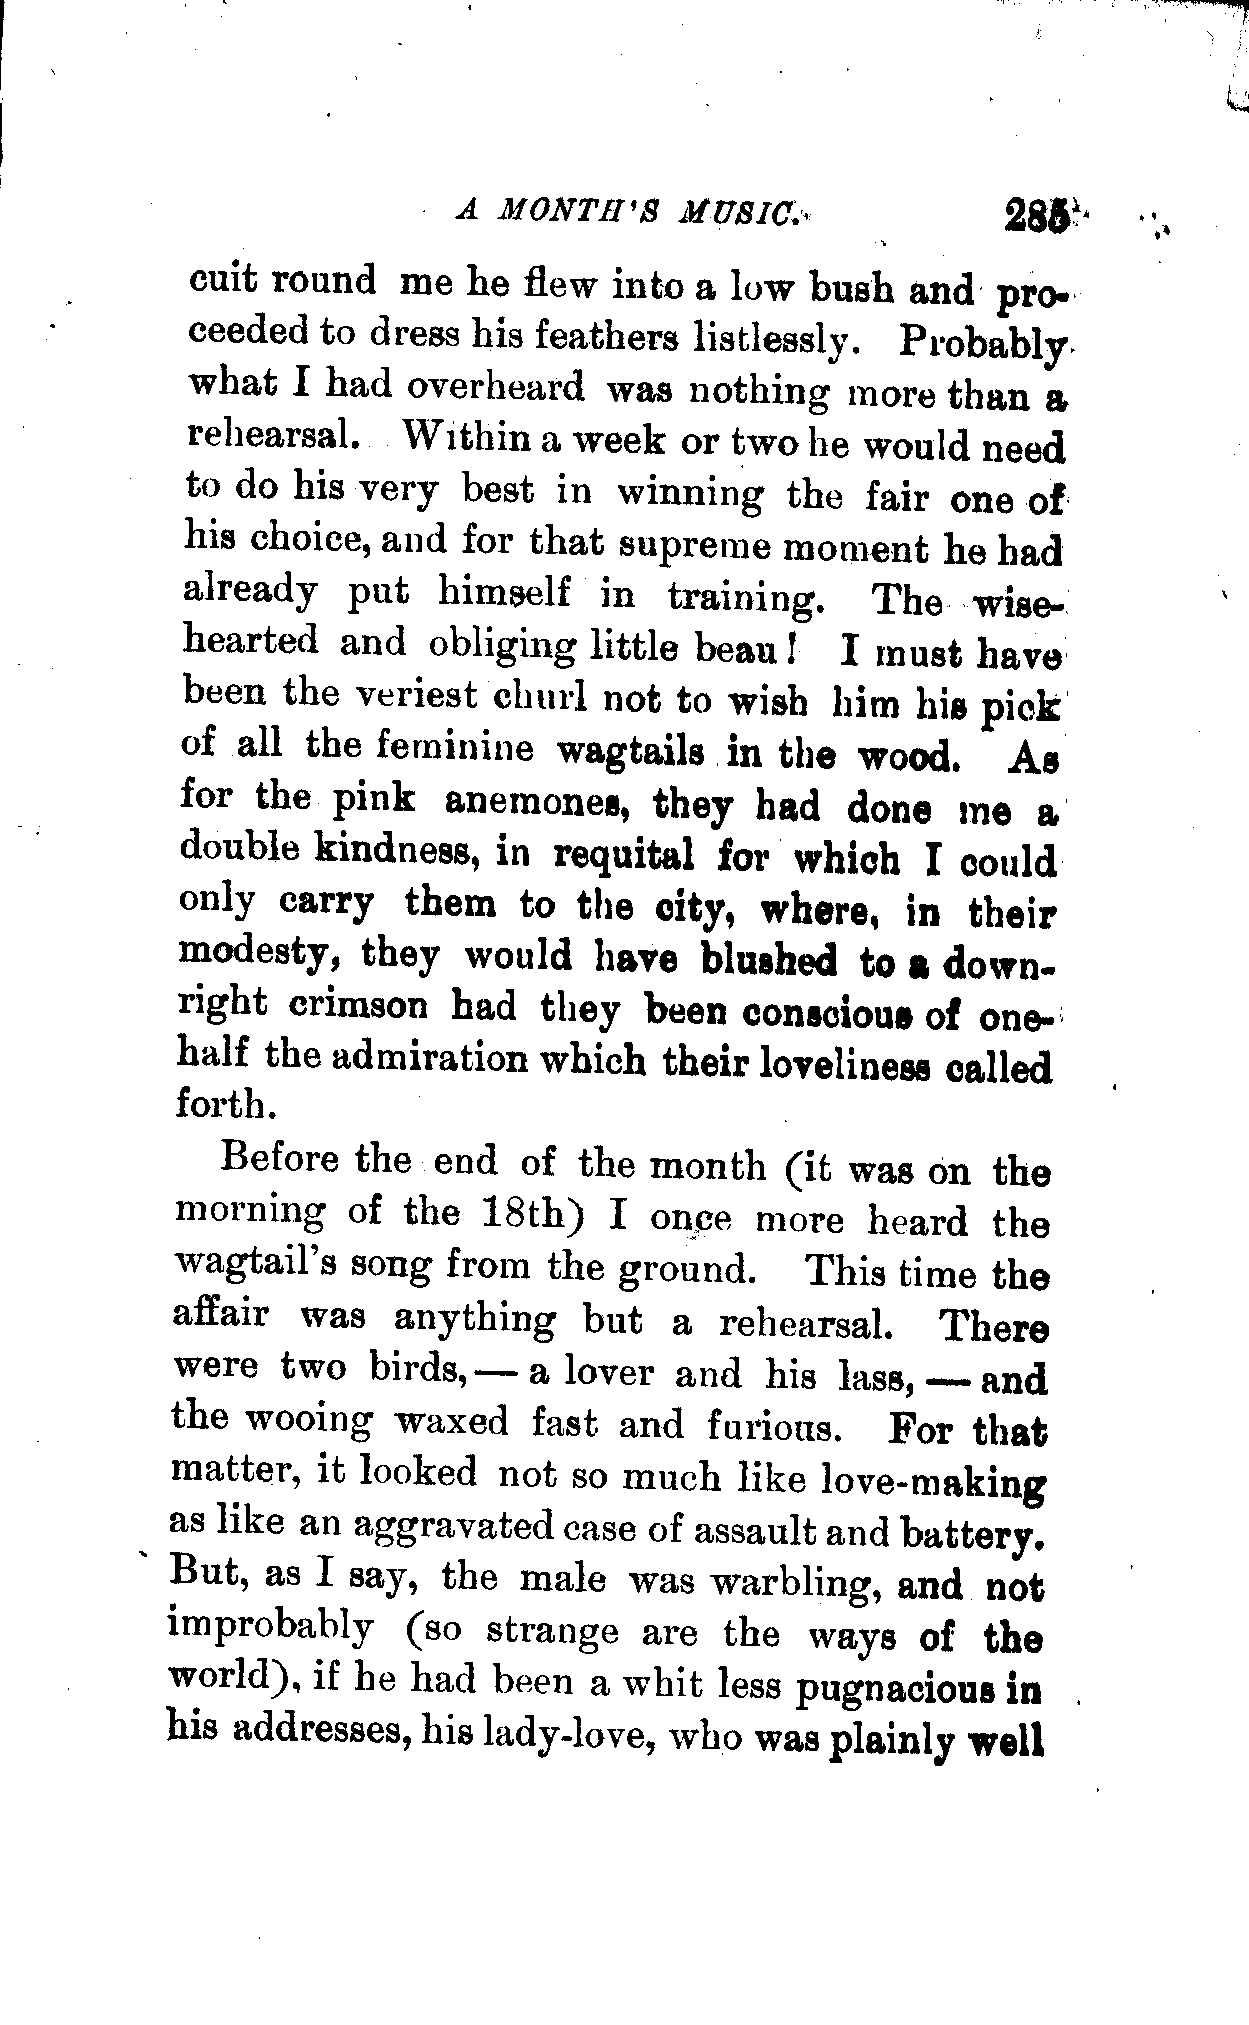 A MONTH'S MUSIC. 285
cuit round me he flew into a low bush and pro-
ceeded to dress his feathers listlessly. Probably
what I had overheard was nothing more than a
rehearsal. Within a week or two he would need
to do his very best in winning the fair one of
his choice, and for that supreme moment he had
already put himself in training. The wise-
hearted and obliging little beau! I must have
been the veriest churl not to wish him his pick
of all the feminine wagtails in the wood. As
for the pink anemones, they had done me a
double kindness, in requital for which I could
only carry them to the city, where, in their
modesty, they would have blushed to a down-
right crimson had they been conscious of one-
half the admiration which their loveliness called
forth.
Before the end of the month (it was on the
morning of the 18th) I once more heard the
wagtail's song from the ground. This time the
affair was anything but a rehearsal. There
were two birds,— a lover and his lass, — and
the wooing waxed fast and furious. For that
matter, it looked not so much like love-making
as like an aggravated case of assault and battery.
But, as I say, the male was warbling, and not
improbably (so strange are the ways of the
world), if he had been a whit less pugnacious in
his addresses, his lady-love, who was plainly well